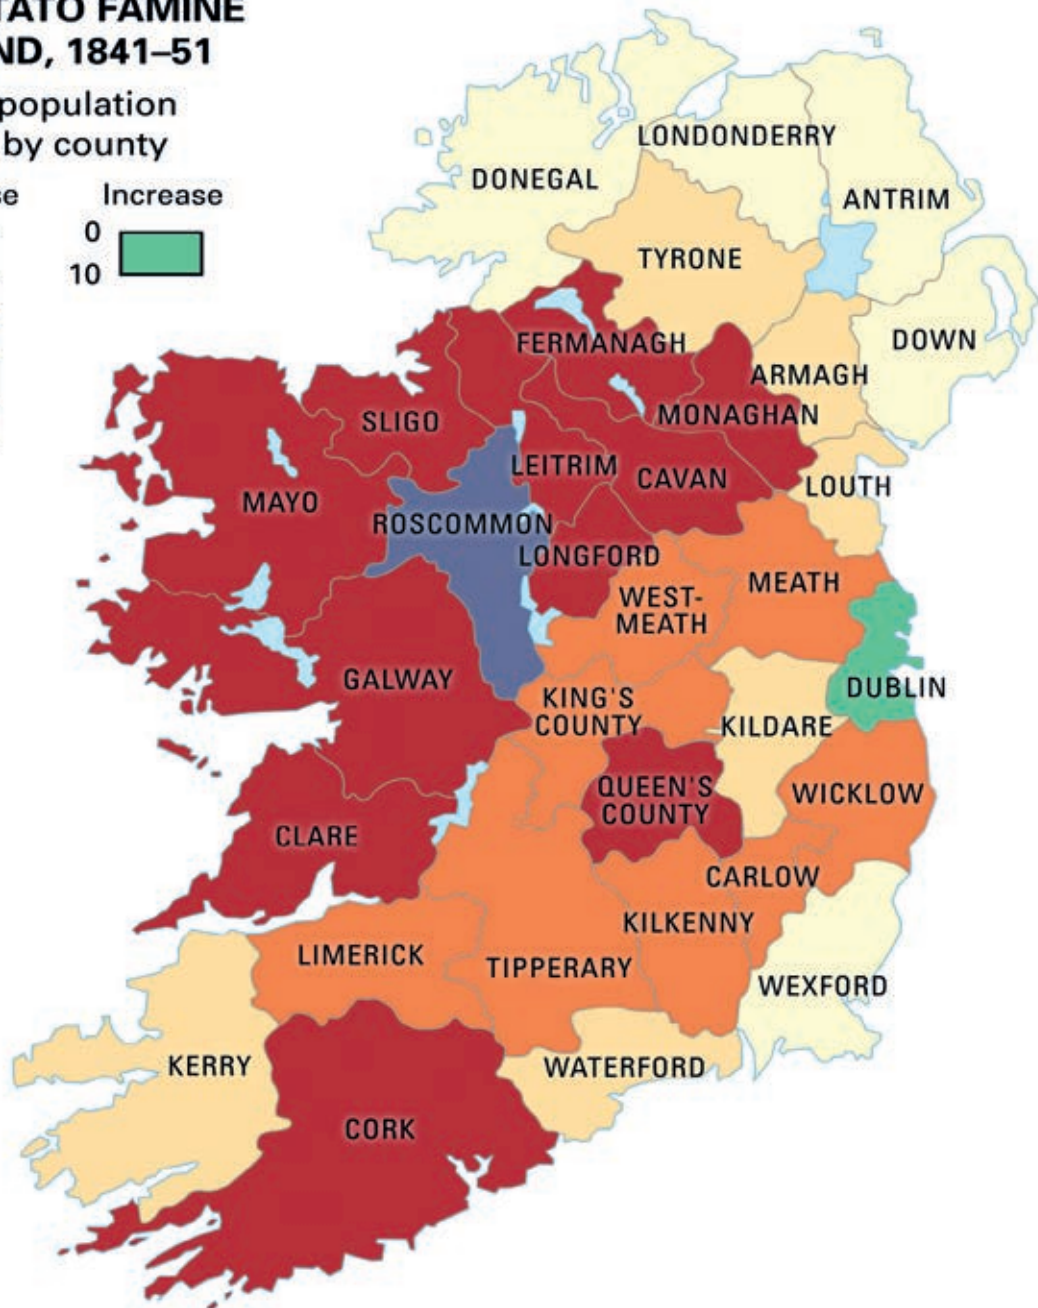 TATO FAMINE
ND, 1841–51
population
by county
se
Increase
0
10
DONEGAL
LONDONDERRY
ANTRIM
TYRONE
DOWN
FERMANAGH
ARMAGH
MONAGHAN
SLIGO
LEITRIM
CAVAN
LOUTH
MAYO
ROSCOMMON
LONGFORD
MEATH
WEST-
MEATH
GALWAY
KING'S
COUNTY
DUBLIN
KILDARE
QUEEN'S
COUNTY
WICKLOW
CLARE
CARLOW
KILKENNY
LIMERICK
TIPPERARY
WEXFORD
KERRY
WATERFORD
CORK